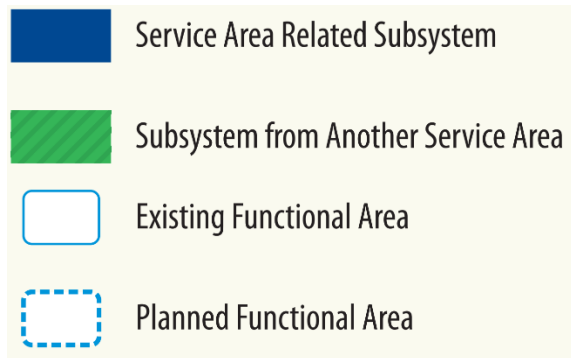 Service Area Related Subsystem
Subsystem from Another Service Area
Existing Functional Area
Planned Functional Area